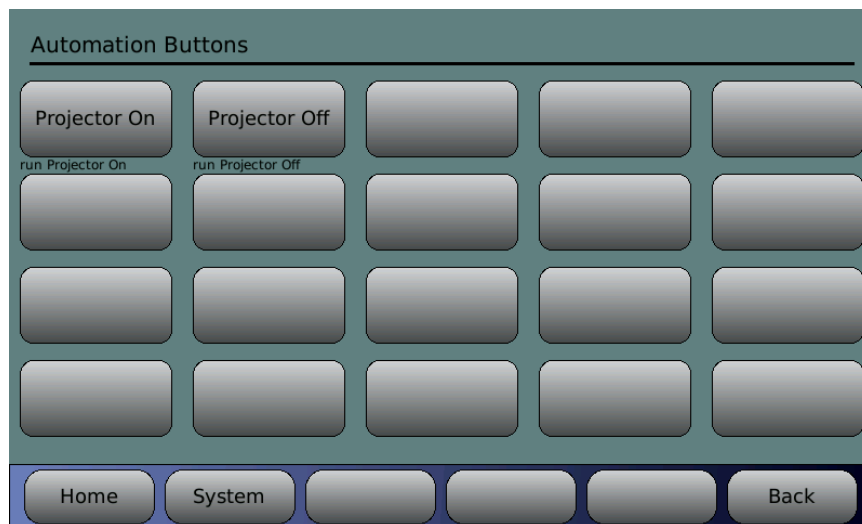 Automation Buttons
Projector On Projector Off
run Projector On run Projector Off
Home System Back